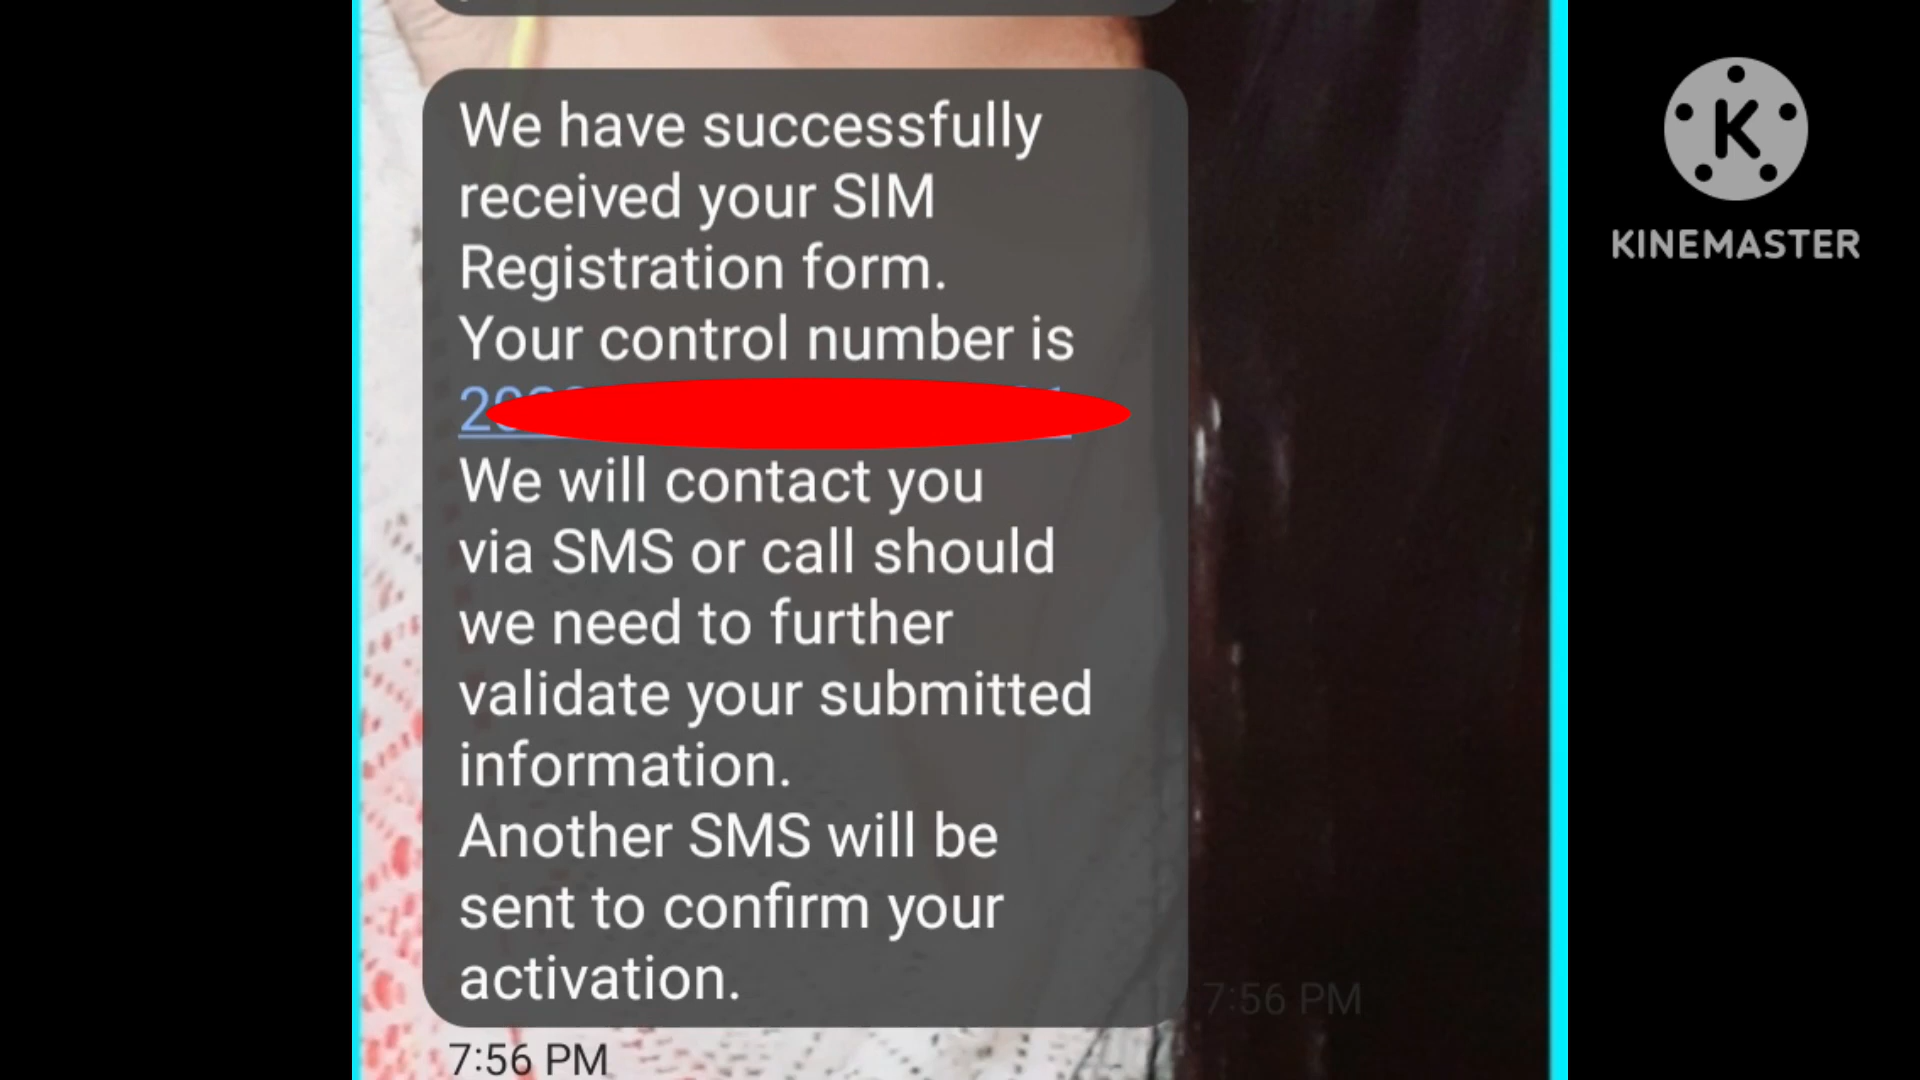 We have successfully
received your SIM
Registration form.
Your control number is
We will contact you
via SMS or call should
we need to further
validate your submitted
information.
Another SMS will be
sent to confirm your
activation.
7:56 PM
7:56 PM
KINEMASTER